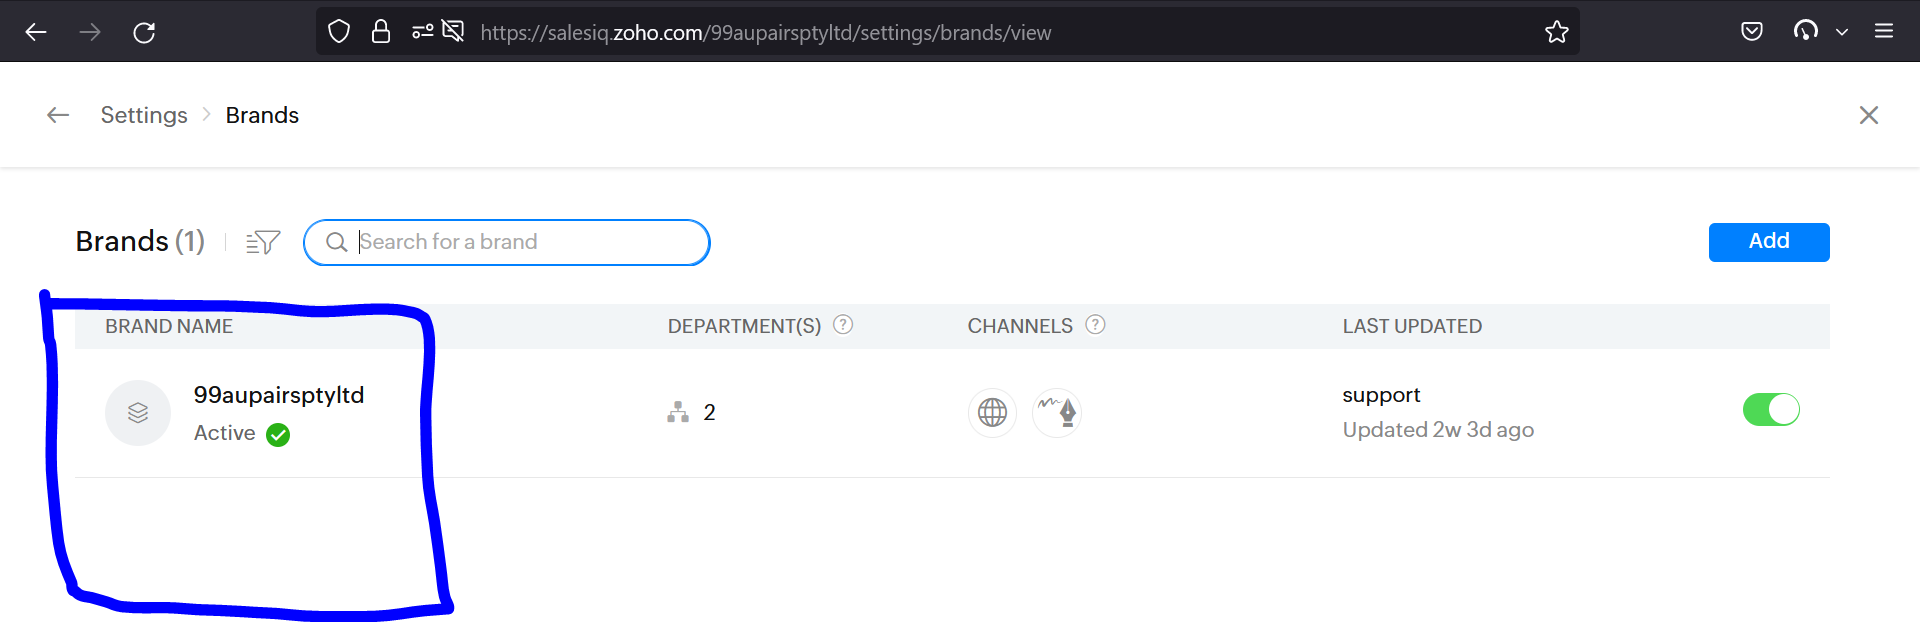 https://salesiq.zoho.com/99aupairsptyltd/settings/brands/view
Settings > Brands
Brands (1) Search for a brand Add
BRAND NAME DEPARTMENT(S) ? CHANNELS ? LAST UPDATED
99aupairsptyltd support
2
Active Updated 2w 3d ago